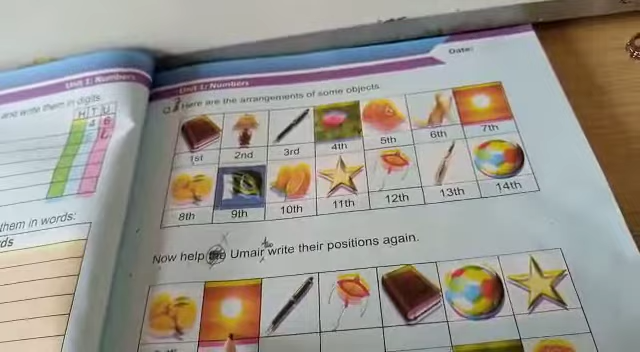 Unit 1: Numbers
and write them in digits.
H T U
4 6
them in words:
ds
Unit 1: Numbers
Date:
Q Here are the arrangements of some objects.
1st 2nd 3rd 4th 5th 6th 7th
8th 9th 10th 11th 12th 13th 14th
Now help the Umair to write their positions again.